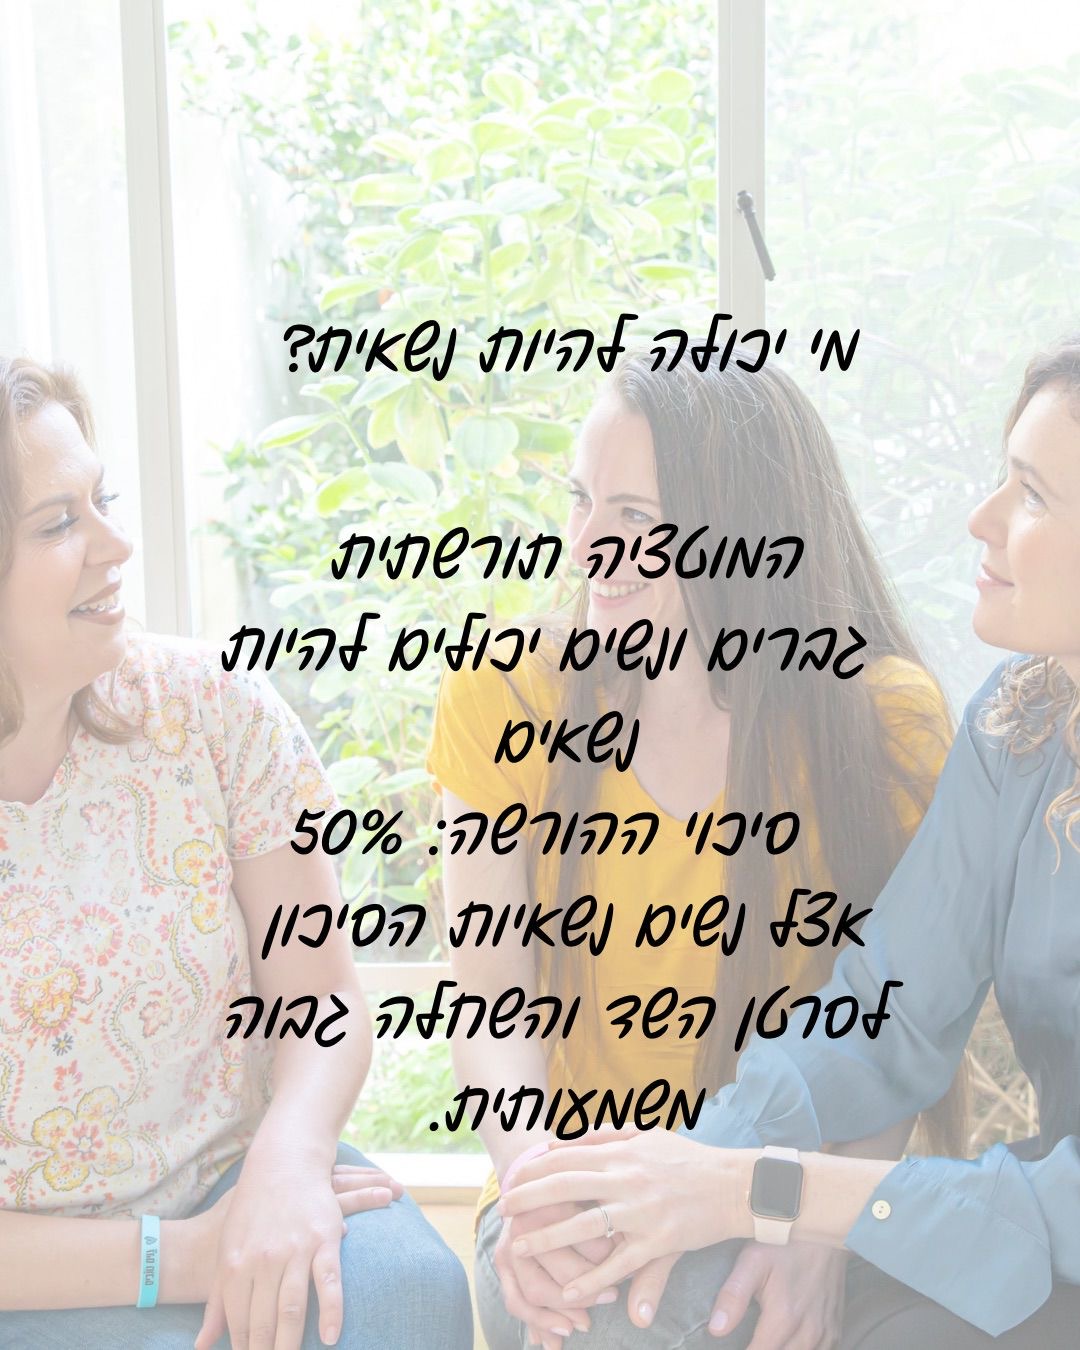 מי יכולה להיות נשאית?
המוטציה תורשתית
גברים ונשים יכולים להיות
נשאים
סיכוי ההורשה: 50%
אצל נשים נשאיות הסיכון
לסרטן השד והשחלה גבוה
משמעותית.